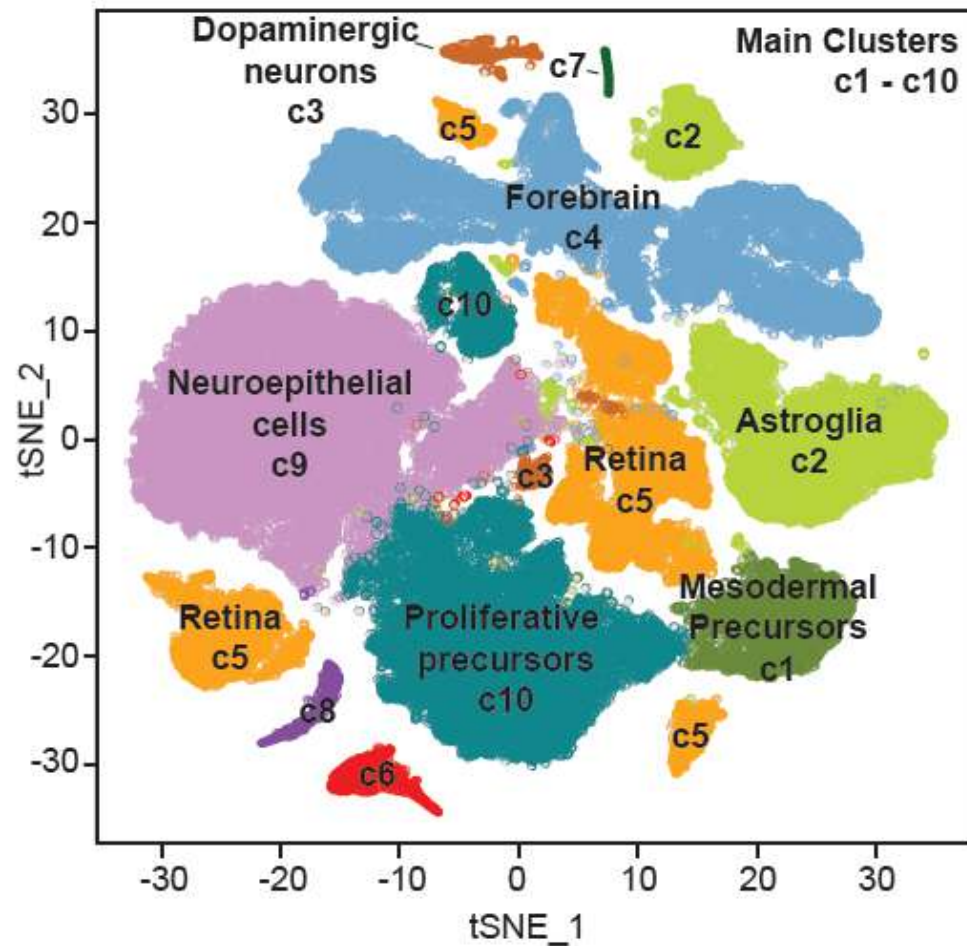 Dopaminergic
neurons
c3
c7
Main Clusters
c1 - c10
c5
c2
Forebrain
c4
c10
Neuroepithelial
cells
c9
Astroglia
c2
c3
Retina
c5
Mesodermal
Precursors
c1
Retina
c5
Proliferative
precursors
c10
c8
c5
c6
30
20
10
0
-10
-20
-30
tSNE_2
-30 -20 -10 0 10 20 30
tSNE_1